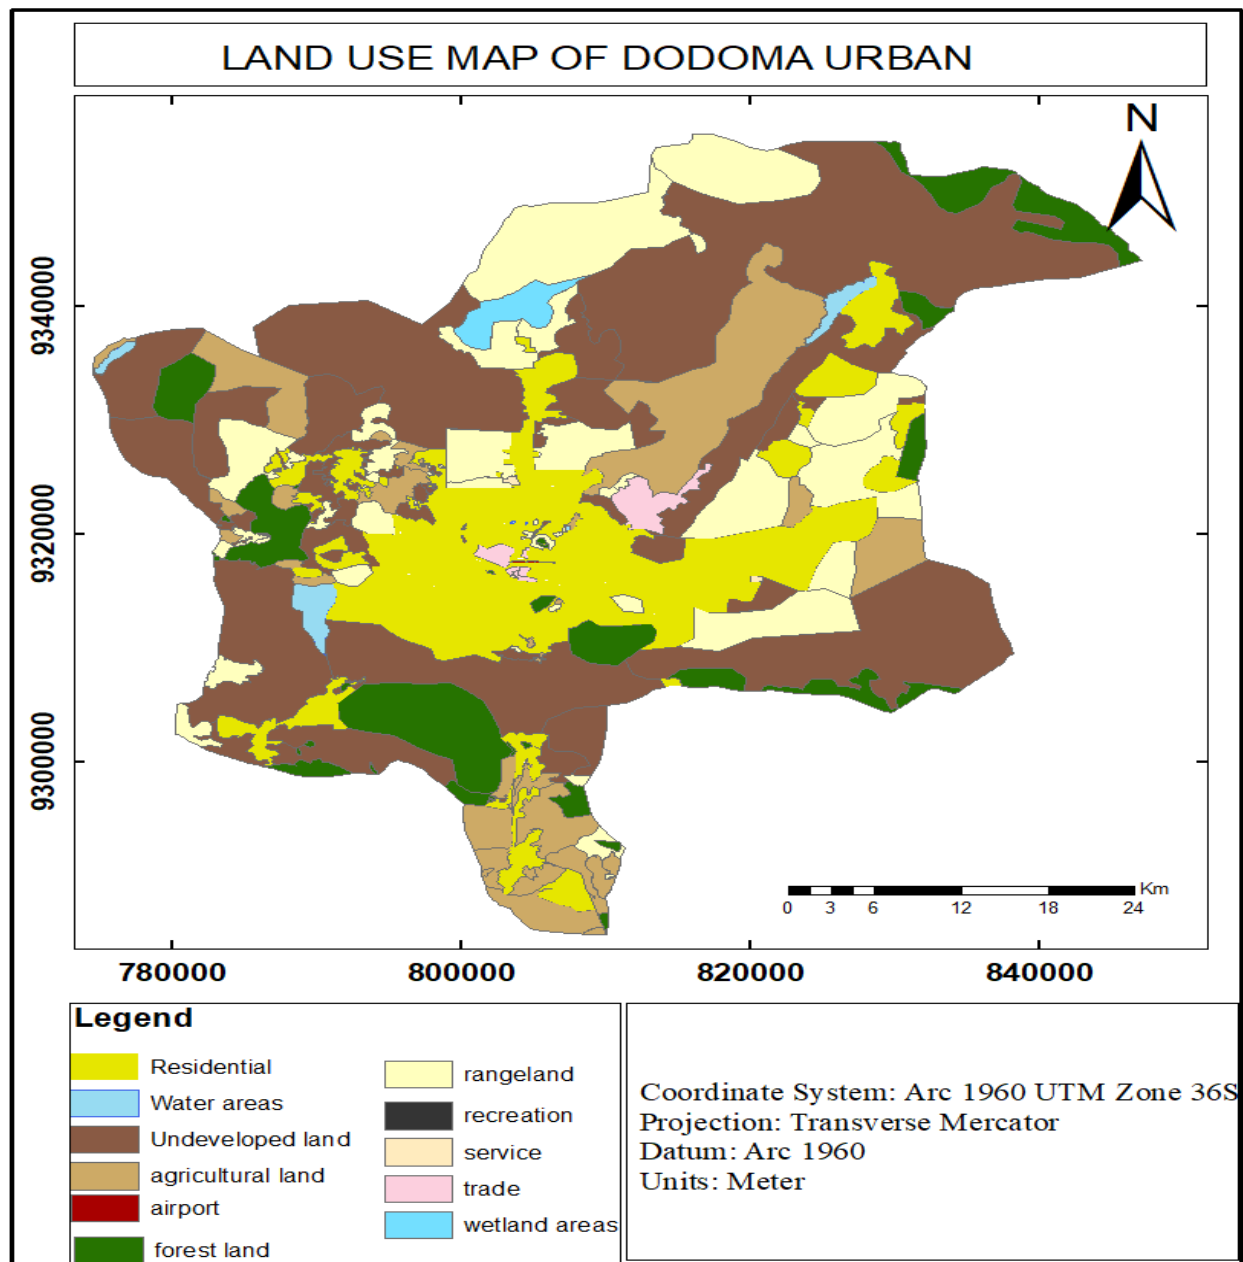 LAND USE MAP OF DODOMA URBAN
N
9340000
9320000
9300000
Km
0 3 6 12 18 24
780000 800000 820000 840000
Legend
Residential
Water areas
Undeveloped land
agricultural land
airport
forest land
rangeland
recreation
service
trade
wetland areas
Coordinate System: Arc 1960 UTM Zone 36S
Projection: Transverse Mercator
Datum: Arc 1960
Units: Meter